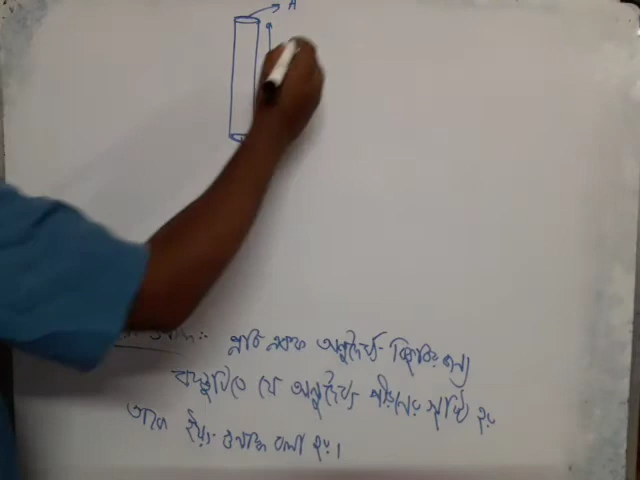 A
প্রতি একক অনুদৈর্ঘ্য বিকৃতির জন্য
বস্তুটিতে যে অনুদৈর্ঘ্য পীড়নের সৃষ্টি হয়
তাকে ইয়ং গুণাঙ্ক বলা হয়।